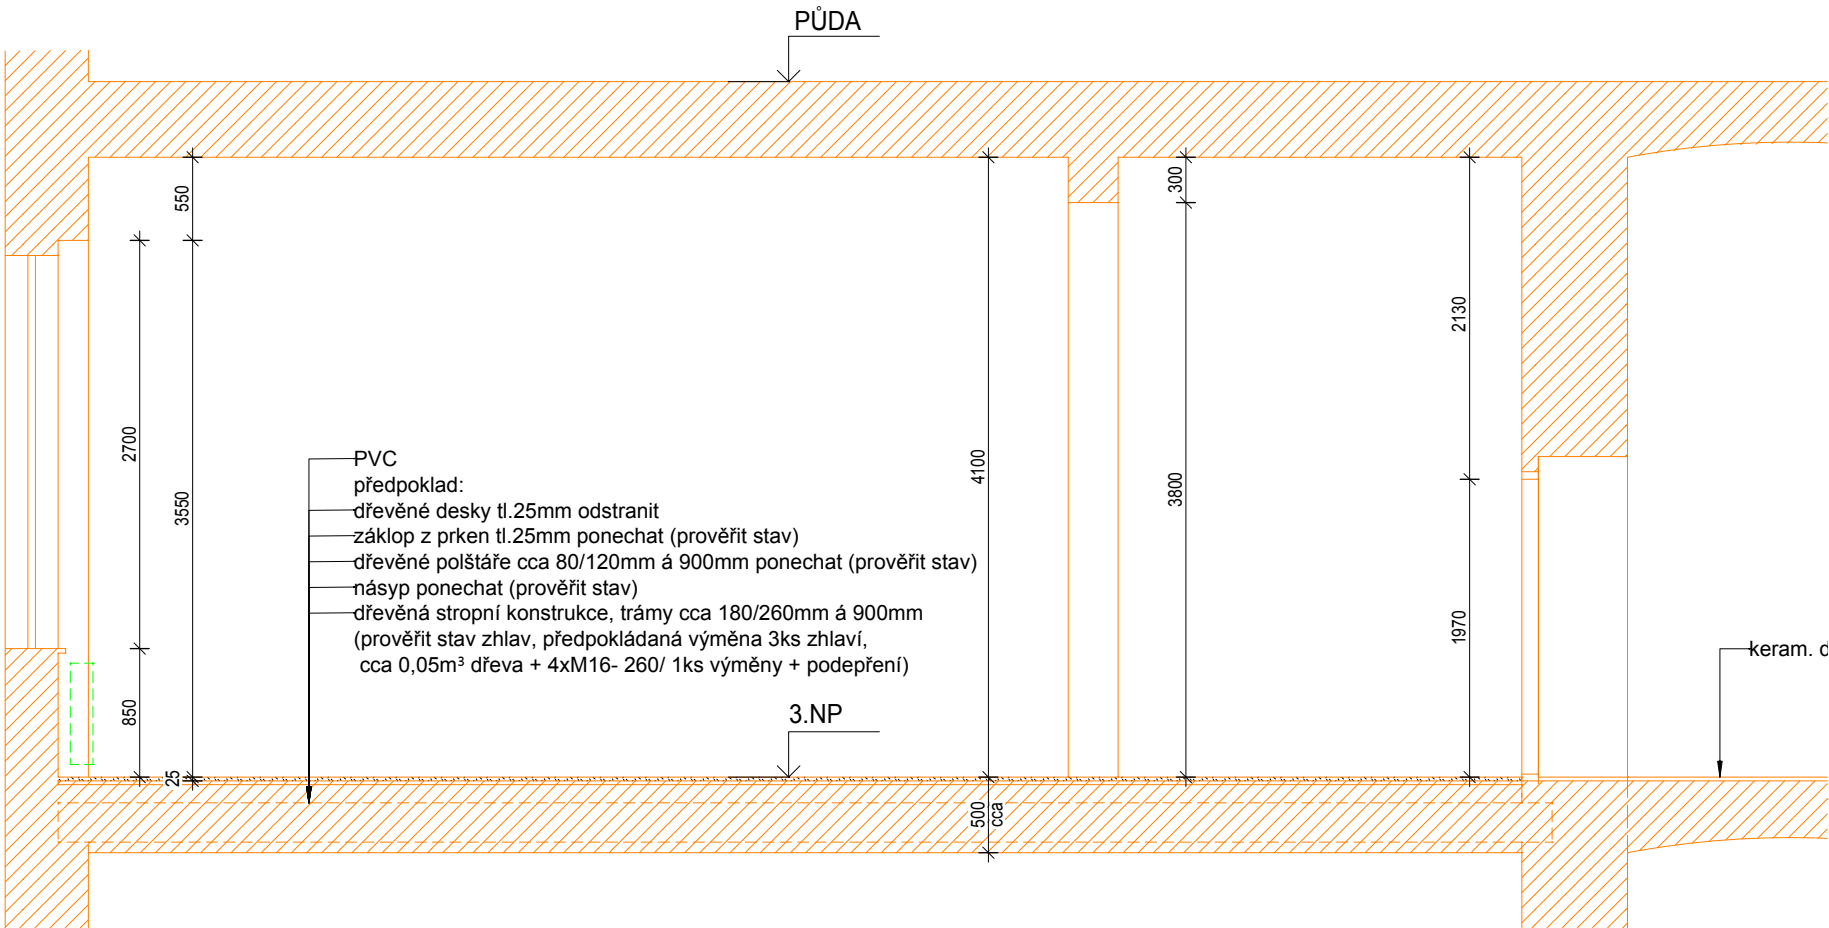 PŮDA
550
300
2130
2700
3550
4100
3800
PVC
předpoklad:
dřevěné desky tl.25mm odstranit
záklop z prken tl.25mm ponechat (prověřit stav)
dřevěné polštáře cca 80/120mm á 900mm ponechat (prověřit stav)
násyp ponechat (prověřit stav)
dřevěná stropní konstrukce, trámy cca 180/260mm á 900mm
(prověřit stav zhlav, předpokládaná výměna 3ks zhlaví,
cca 0,05m³ dřeva + 4xM16- 260/ 1ks výměny + podepření)
1970
keram. d
850
3.NP
25
500
cca